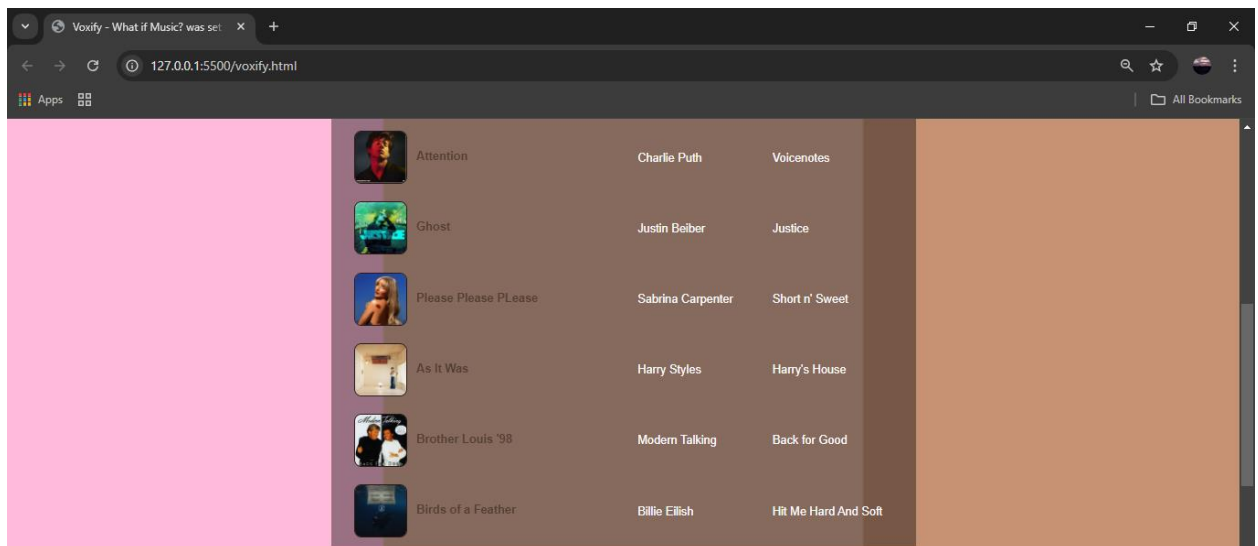 Voxify - What if Music? was set
127.0.0.1:5500/voxify.html
Apps
All Bookmarks
Attention Charlie Puth Voicenotes
Ghost Justin Beiber Justice
Please Please PLease Sabrina Carpenter Short n' Sweet
As It Was Harry Styles Harry's House
Brother Louis '98 Modern Talking Back for Good
Birds of a Feather Billie Eilish Hit Me Hard And Soft